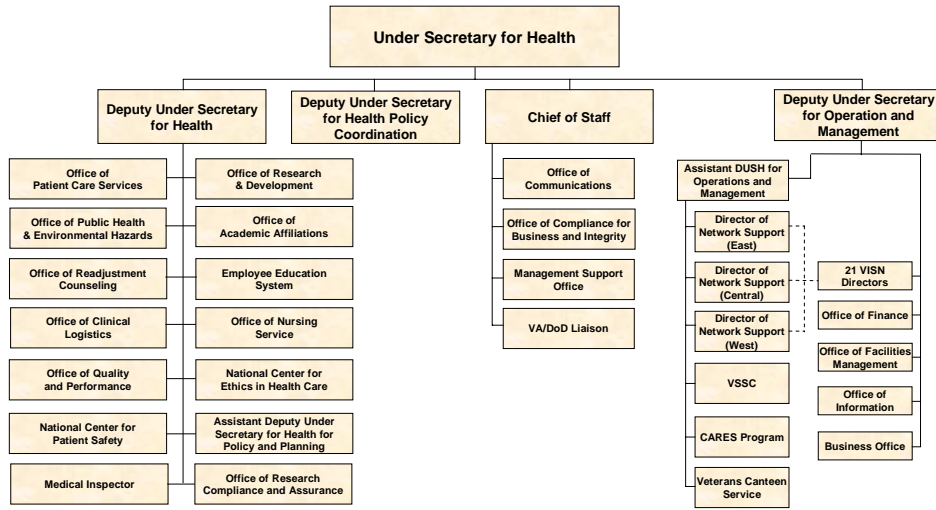 Under Secretary for Health
Deputy Under Secretary
for Health
Deputy Under Secretary
for Health Policy
Coordination
Chief of Staff
Deputy Under Secretary
for Operation and
Management
Office of
Patient Care Services
Office of Research
& Development
Office of Public Health
& Environmental Hazards
Office of
Academic Affiliations
Office of Readjustment
Counseling
Employee Education
System
Office of Clinical
Logistics
Office of Nursing
Service
Office of Quality
and Performance
National Center for
Ethics in Health Care
National Center for
Patient Safety
Assistant Deputy Under
Secretary for Health for
Policy and Planning
Medical Inspector
Office of Research
Compliance and Assurance
Office of
Communications
Office of Compliance for
Business and Integrity
Management Support
Office
VA/DoD Liaison
Assistant DUSH for
Operations and
Management
Director of
Network Support
(East)
Director of
Network Support
(Central)
Director of
Network Support
(West)
VSSC
CARES Program
Veterans Canteen
Service
21 VISN
Directors
Office of Finance
Office of Facilities
Management
Office of
Information
Business Office